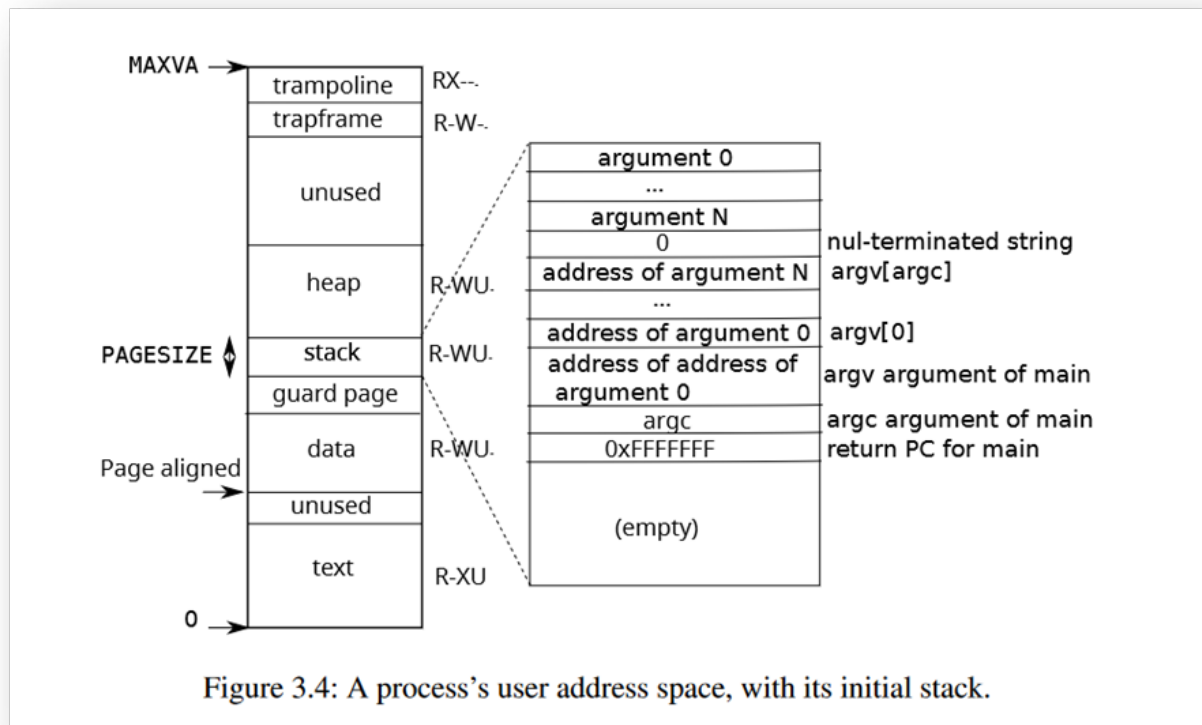 MAXVA
trampoline RX--.
trapframe R-W-.
unused
heap R-WU.
PAGESIZE stack R-WU.
guard page
data R-WU.
Page aligned
unused
text R-XU
0
argument 0
...
argument N
0 nul-terminated string
address of argument N argv[argc]
...
address of argument 0 argv[0]
address of address of
argument 0 argv argument of main
argc argc argument of main
0xFFFFFFF return PC for main
(empty)
Figure 3.4: A process's user address space, with its initial stack.